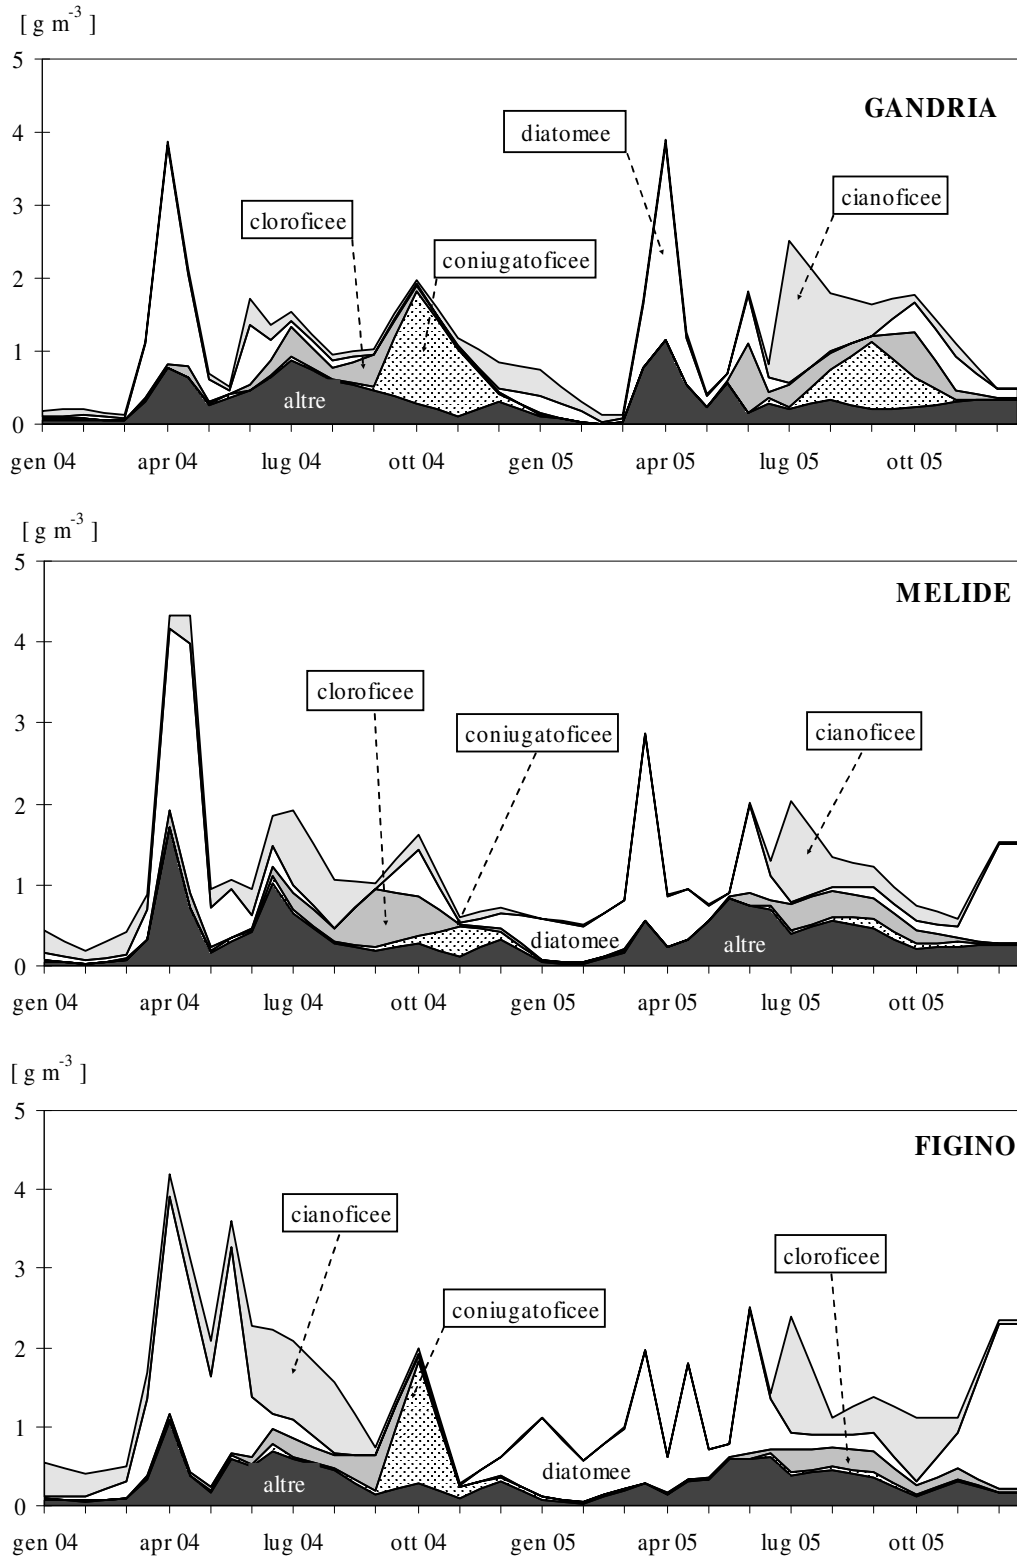 [ g m-3 ]
5
GANDRIA
4
diatomee
3
cianoficee
cloroficee
coniugatoficee
2
1
altre
0
gen 04 apr 04 lug 04 ott 04 gen 05 apr 05 lug 05 ott 05
[ g m-3 ]
5
MELIDE
4
cloroficee
coniugatoficee
cianoficee
3
2
1
diatomee
altre
0
gen 04 apr 04 lug 04 ott 04 gen 05 apr 05 lug 05 ott 05
[ g m-3 ]
5
FIGINO
4
cianoficee
cloroficee
3
coniugatoficee
2
1
diatomee
altre
0
gen 04 apr 04 lug 04 ott 04 gen 05 apr 05 lug 05 ott 05